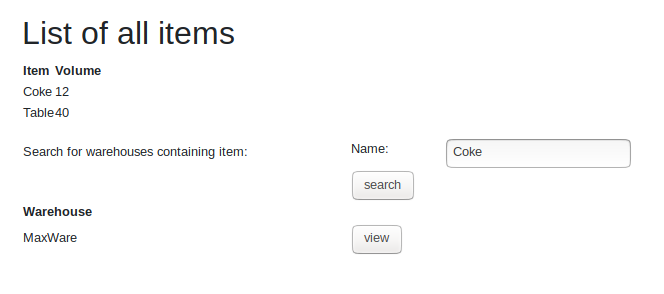 List of all items
Item Volume
Coke 12
Table 40
Search for warehouses containing item: Name: Coke
search
Warehouse
MaxWare view